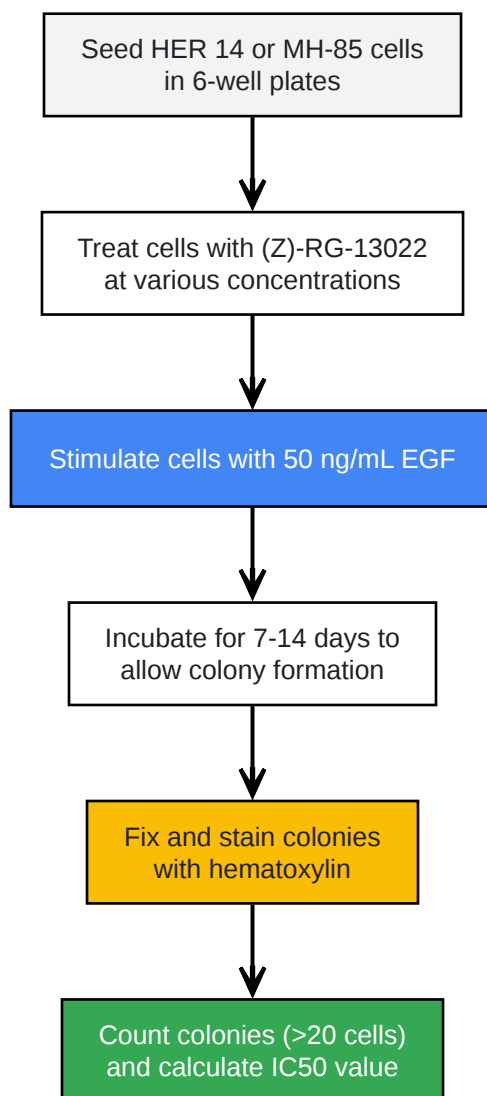 Seed HER 14 or MH-85 cells
in 6-well plates
Treat cells with (Z)-RG-13022
at various concentrations
Stimulate cells with 50 ng/mL EGF
Incubate for 7-14 days to
allow colony formation
Fix and stain colonies
with hematoxylin
Count colonies (>20 cells)
and calculate IC50 value